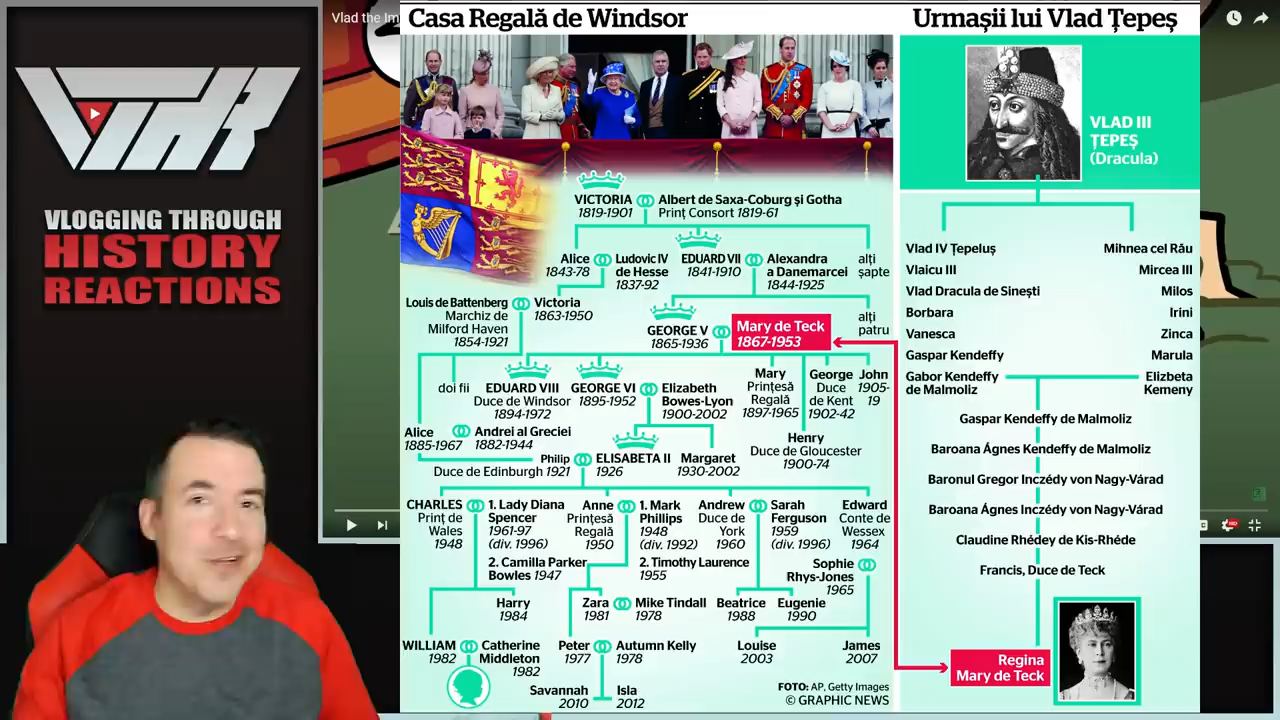 Vlad the Im
VTHR
VLOGGING THROUGH
HISTORY
REACTIONS
Casa Regală de Windsor
VICTORIA
1819-1901
Albert de Saxa-Coburg și Gotha
Prinț Consort 1819-61
Alice
1843-78
Ludovic IV
de Hesse
1837-92
EDUARD VII
1841-1910
Alexandra
a Danemarcei
1844-1925
alți
șapte
Louis de Battenberg
Marchiz de
Milford Haven
1854-1921
Victoria
1863-1950
GEORGE V
1865-1936
Mary de Teck
1867-1953
alți
patru
doi fii
EDUARD VIII
Duce de Windsor
1894-1972
GEORGE VI
1895-1952
Elizabeth
Bowes-Lyon
1900-2002
Mary
Prințesă
Regală
1897-1965
George
Duce
de Kent
1902-42
John
1905-
19
Henry
Duce de Gloucester
1900-74
Alice
1885-1967
Andrei al Greciei
1882-1944
Philip
Duce de Edinburgh 1921
ELISABETA II
1926
Margaret
1930-2002
CHARLES
Prinț de
Wales
1948
1. Lady Diana
Spencer
1961-97
(div. 1996)
2. Camilla Parker
Bowles 1947
Anne
Prințesă
Regală
1950
1. Mark
Phillips
1948
(div. 1992)
2. Timothy Laurence
1955
Andrew
Duce de
York
1960
Sarah
Ferguson
1959
(div. 1996)
Edward
Conte de
Wessex
1964
Sophie
Rhys-Jones
1965
Harry
1984
Zara
1981
Mike Tindall
1978
Beatrice
1988
Eugenie
1990
WILLIAM
1982
Catherine
Middleton
1982
Peter
1977
Autumn Kelly
1978
Louise
2003
James
2007
Savannah
2010
Isla
2012
FOTO: AP, Getty Images
© GRAPHIC NEWS
Urmașii lui Vlad Țepeș
VLAD III
ȚEPEȘ
(Dracula)
Vlad IV Țepeluș
Mihnea cel Rău
Vlaicu III
Mircea III
Vlad Dracula de Sinești
Milos
Borbara
Irini
Vanesca
Zinca
Gaspar Kendeffy
Marula
Gabor Kendeffy
de Malmoliz
Elizbeta
Kemeny
Gaspar Kendeffy de Malmoliz
Baroana Ágnes Kendeffy de Malmoliz
Baronul Gregor Inczédy von Nagy-Várad
Baroana Ágnes Inczédy von Nagy-Várad
Claudine Rhédey de Kis-Rhéde
Francis, Duce de Teck
Regina
Mary de Teck